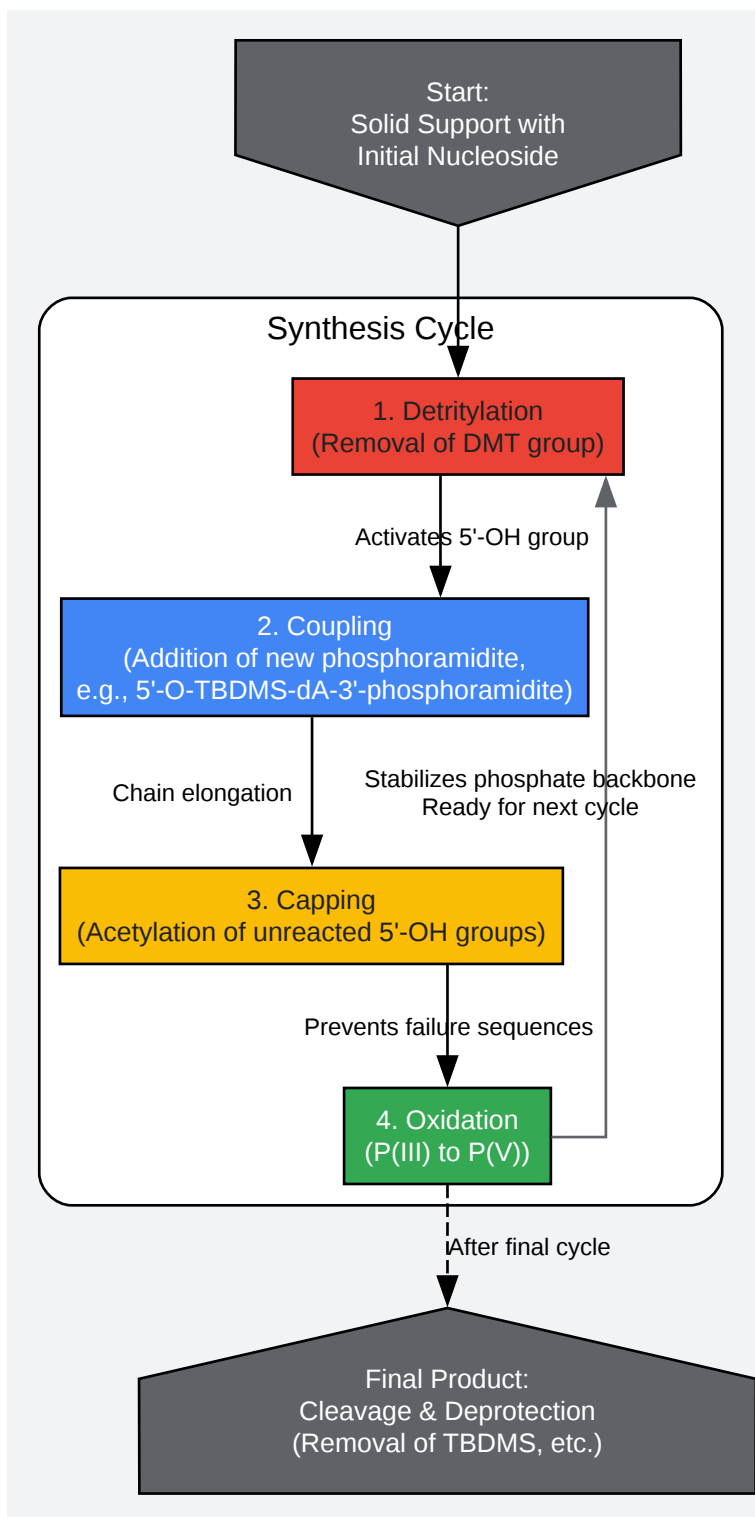 Start:
Solid Support with
Initial Nucleoside
Synthesis Cycle
1. Detritylation
(Removal of DMT group)
Activates 5'-OH group
2. Coupling
(Addition of new phosphoramidite,
e.g., 5'-O-TBDMS-dA-3'-phosphoramidite)
Chain elongation
Stabilizes phosphate backbone
Ready for next cycle
3. Capping
(Acetylation of unreacted 5'-OH groups)
Prevents failure sequences
4. Oxidation
(P(III) to P(V))
After final cycle
Final Product:
Cleavage & Deprotection
(Removal of TBDMS, etc.)